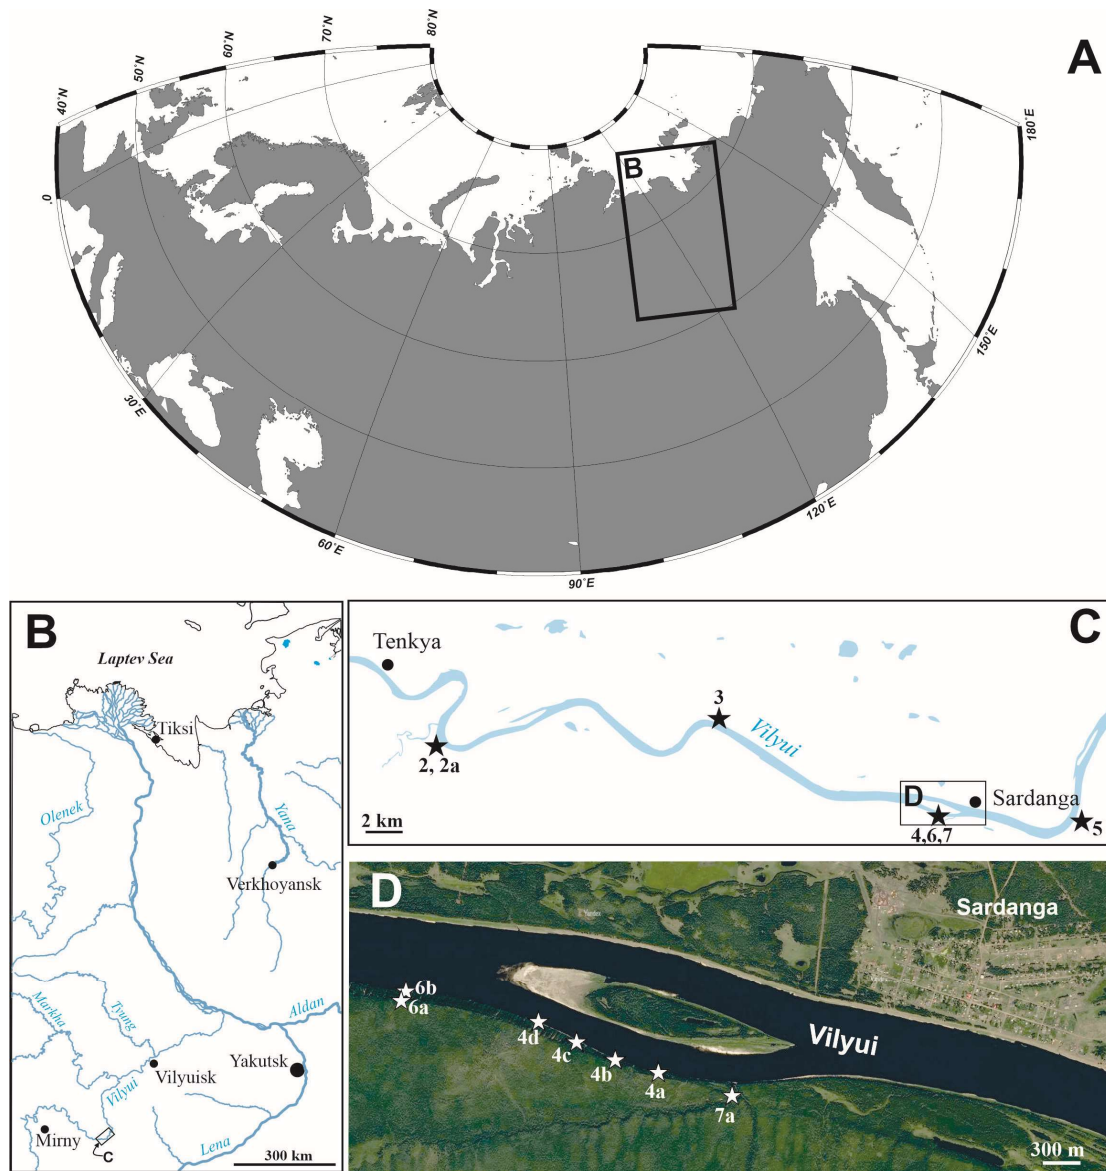 A
40°N
50°N
60°N
70°N
80°N
180°E
B
0
150°E
30°E
120°E
60°E
90°E
B
Laptev Sea
Tiksi
Olenek
Yana
Verkhoyansk
Markha
Tyung
Aldan
Yakutsk
Vilyuisk
Vilyui
Mirny
C
Lena
300 km
C
Tenkya
3
Vilyui
2, 2a
D
Sardanga
2 km
4,6,7
5
D
Sardanga
6b
6a
4d
4c
4b
4a
7a
Vilyui
300 m